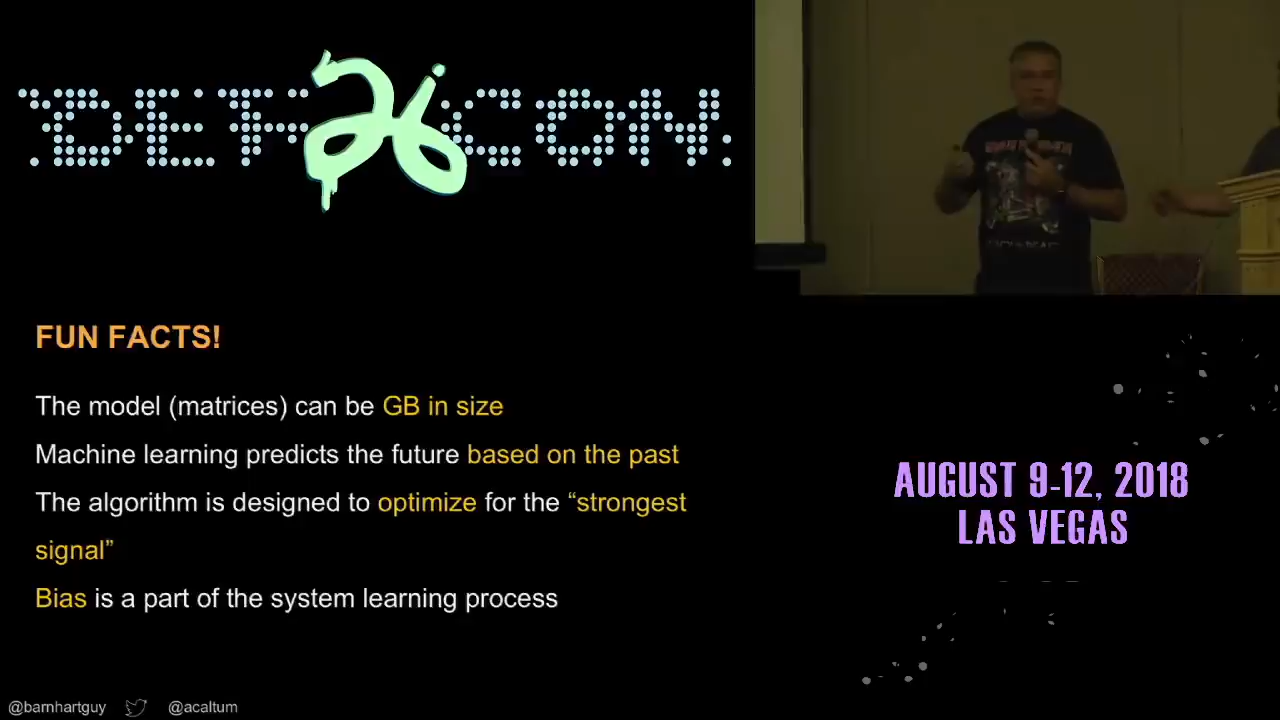 DEF CON
26
FUN FACTS!
The model (matrices) can be GB in size
Machine learning predicts the future based on the past
The algorithm is designed to optimize for the “strongest
signal”
Bias is a part of the system learning process
AUGUST 9-12, 2018
LAS VEGAS
@barnhartguy @acaltum